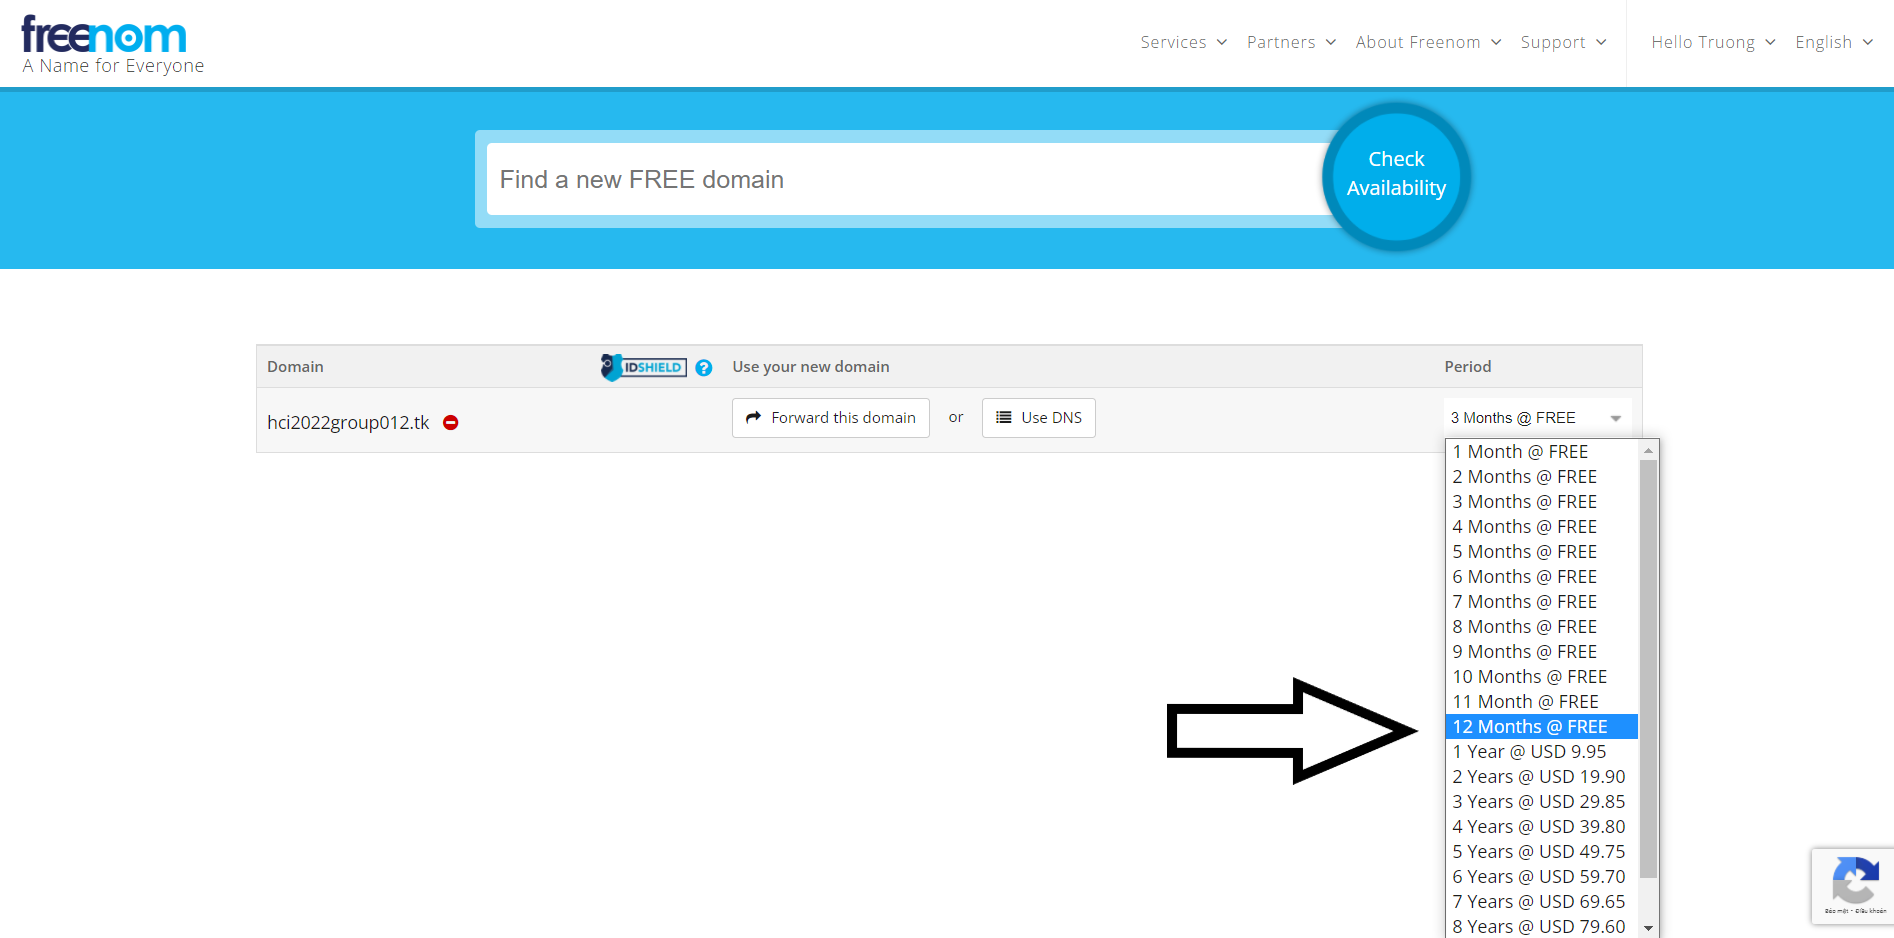 freenom
A Name for Everyone
Services
Partners
About Freenom
Support
Hello Truong
English
Find a new FREE domain
Check
Availability
Domain
IDSHIELD ?
Use your new domain
Period
hci2022group012.tk
Forward this domain
or
Use DNS
3 Months @ FREE
1 Month @ FREE
2 Months @ FREE
3 Months @ FREE
4 Months @ FREE
5 Months @ FREE
6 Months @ FREE
7 Months @ FREE
8 Months @ FREE
9 Months @ FREE
10 Months @ FREE
11 Month @ FREE
12 Months @ FREE
1 Year @ USD 9.95
2 Years @ USD 19.90
3 Years @ USD 29.85
4 Years @ USD 39.80
5 Years @ USD 49.75
6 Years @ USD 59.70
7 Years @ USD 69.65
8 Years @ USD 79.60
Bảo mật - Điều khoản